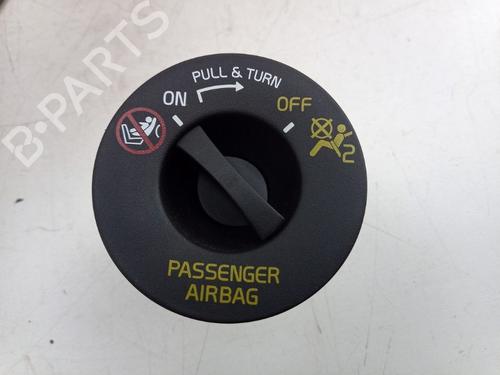 B-PARTS
PULL & TURN
ON
OFF
2
PASSENGER
AIRBAG